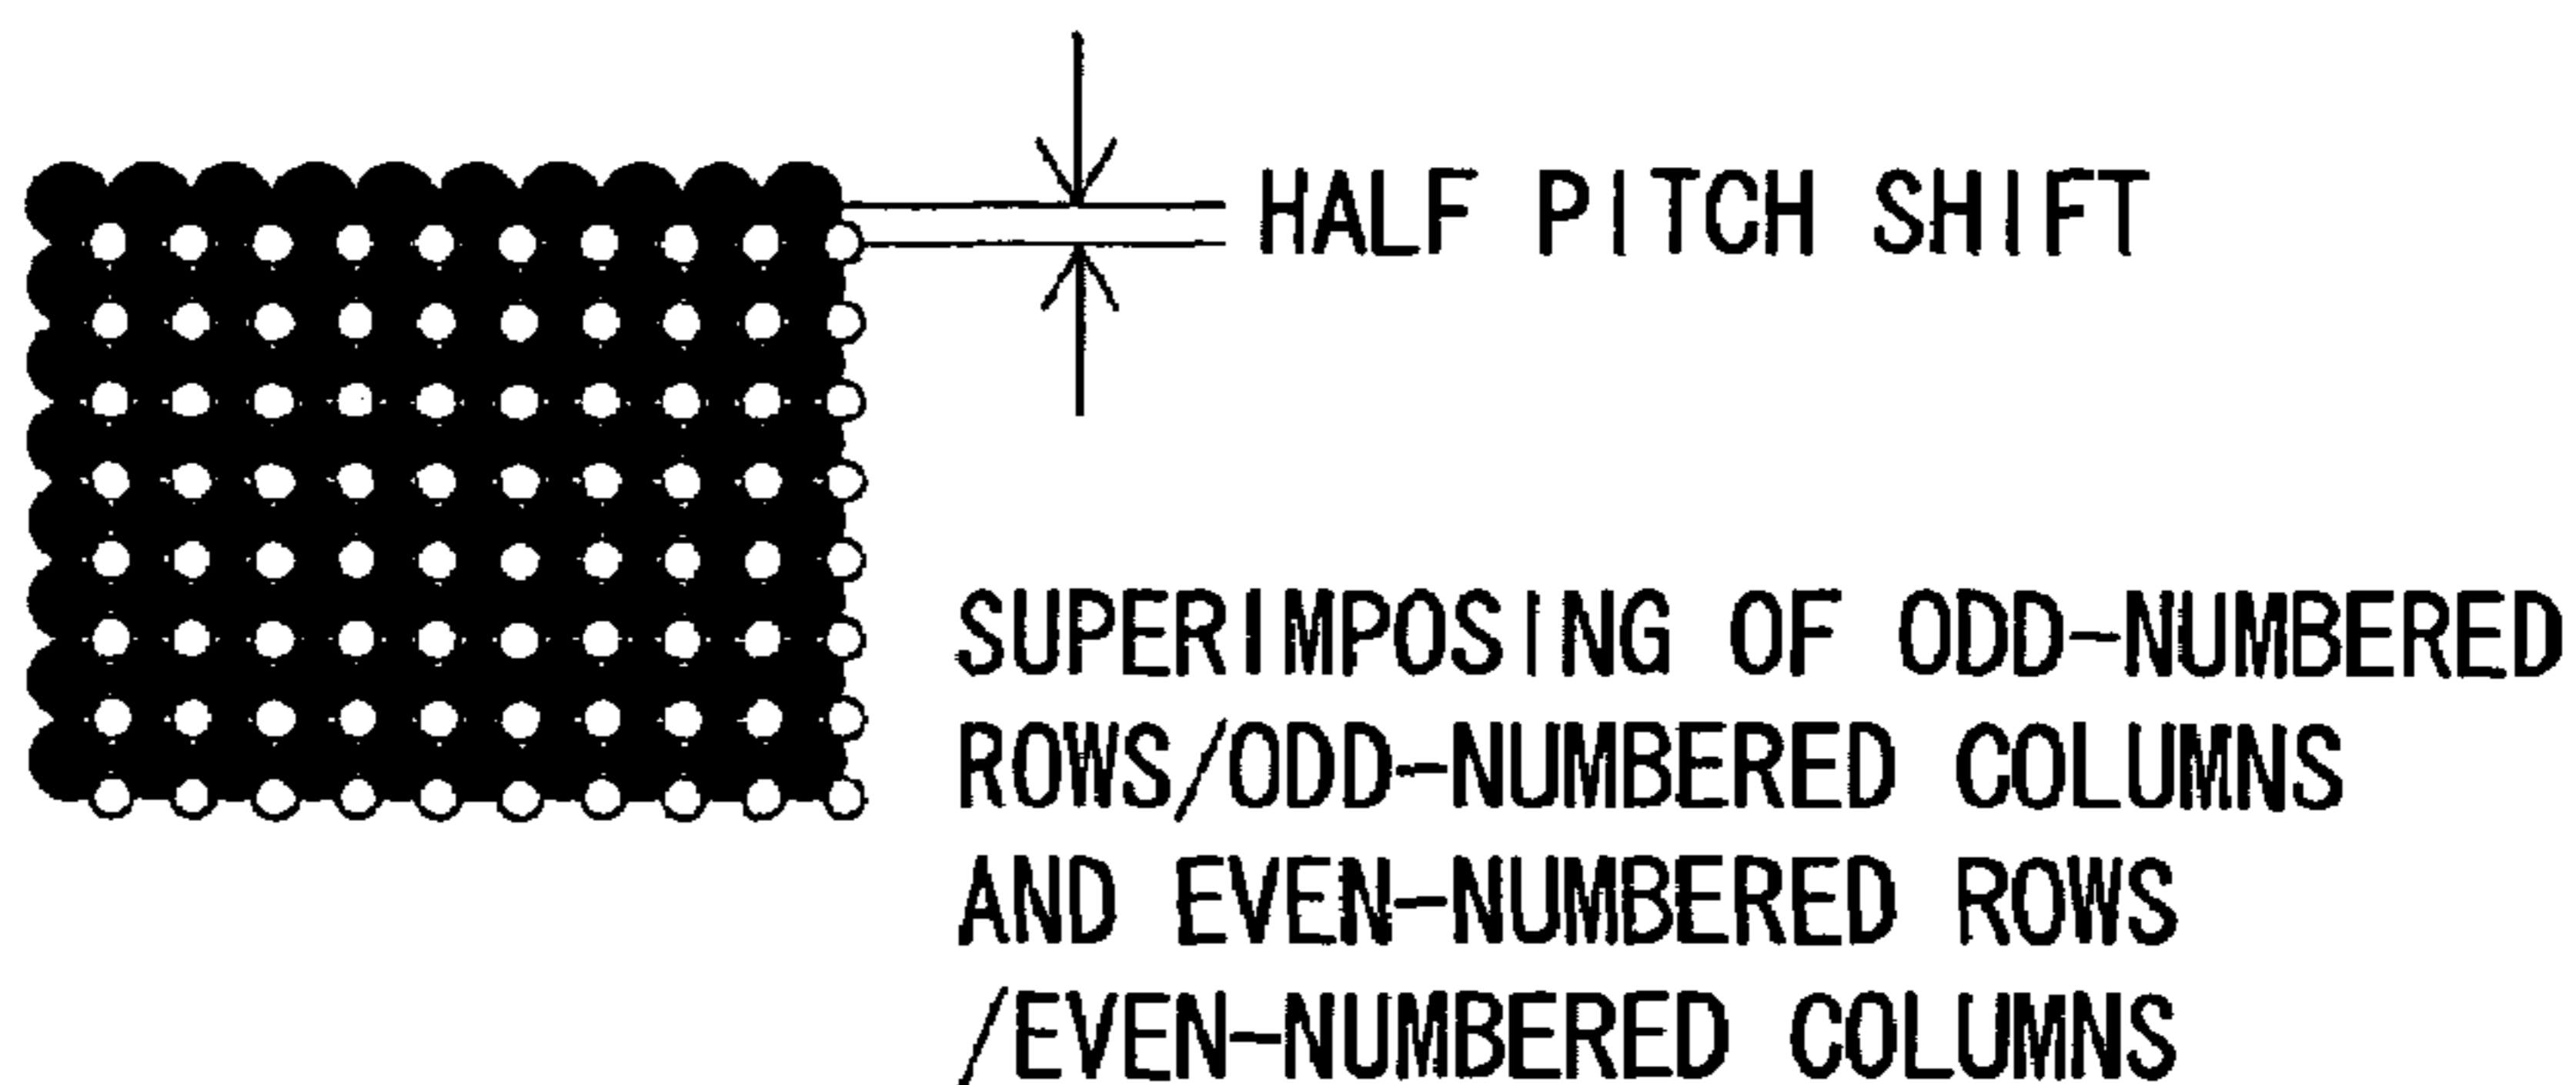 HALF PITCH SHIFT
SUPERIMPOSING OF ODD-NUMBERED
ROWS/ODD-NUMBERED COLUMNS
AND EVEN-NUMBERED ROWS
/EVEN-NUMBERED COLUMNS